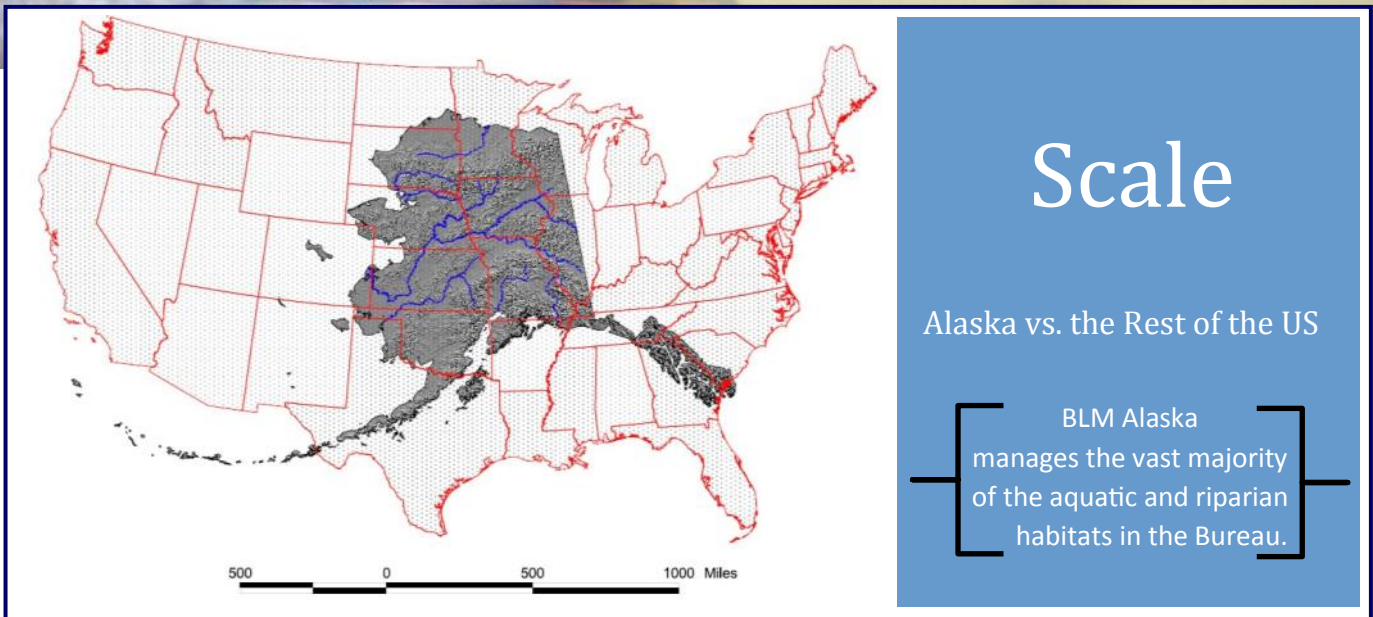 Scale
Alaska vs. the Rest of the US
BLM Alaska
manages the vast majority
of the aquatic and riparian
habitats in the Bureau.
500 0 500 1000 Miles